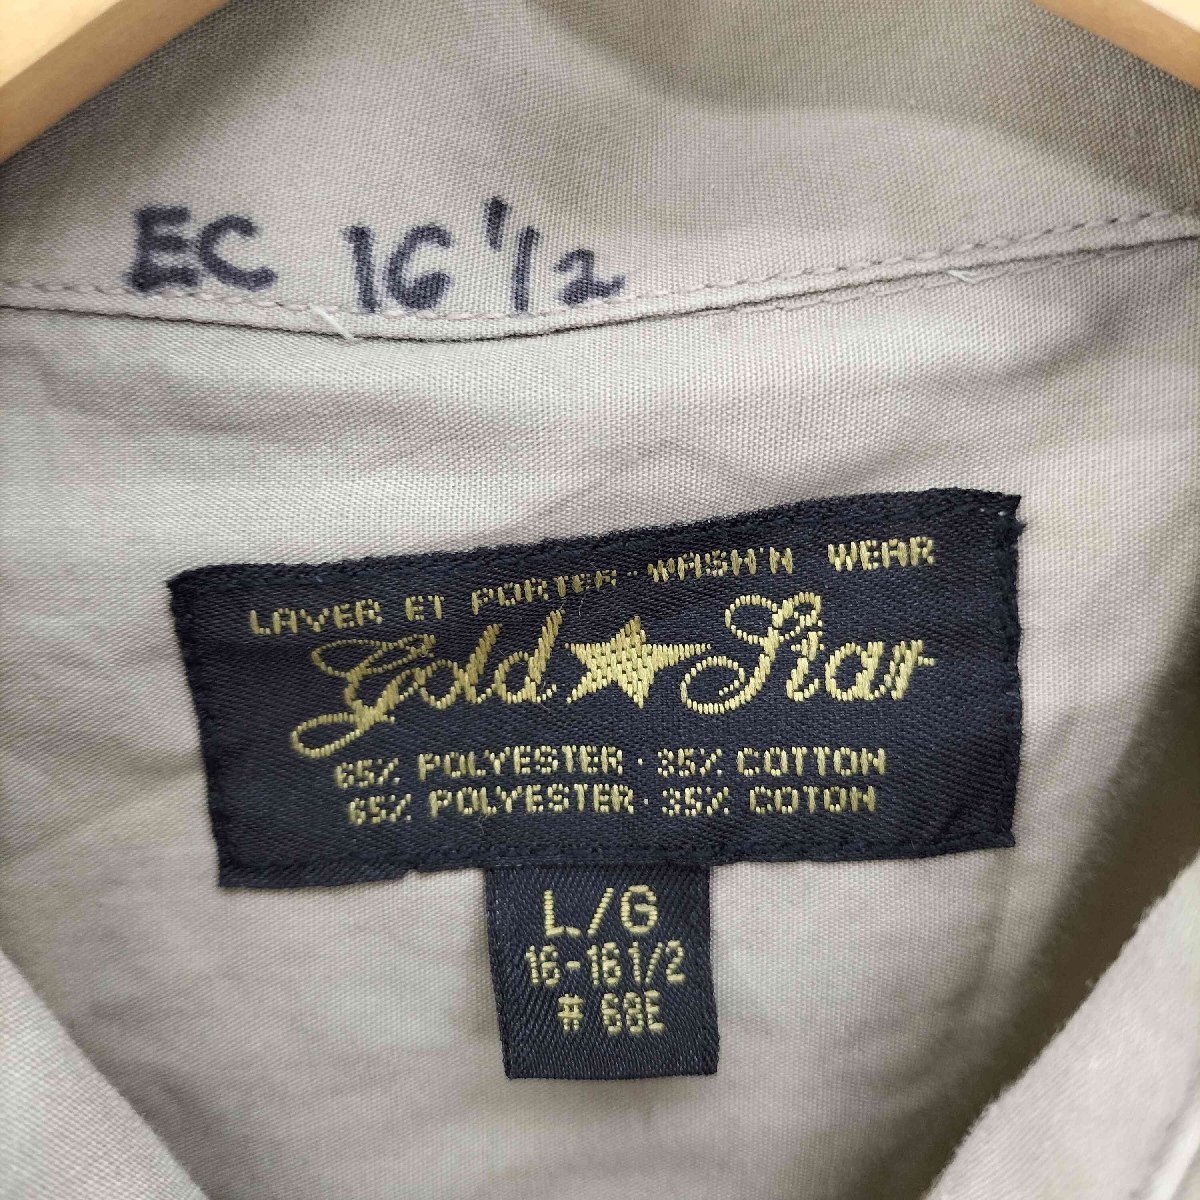 EC 16 1/2
LAVER ET PORTER·WASH'N WEAR
Gold Star
65% POLYESTER·35% COTTON
65% POLYESTER·35% COTON
L/G
16-16 1/2
# 68E